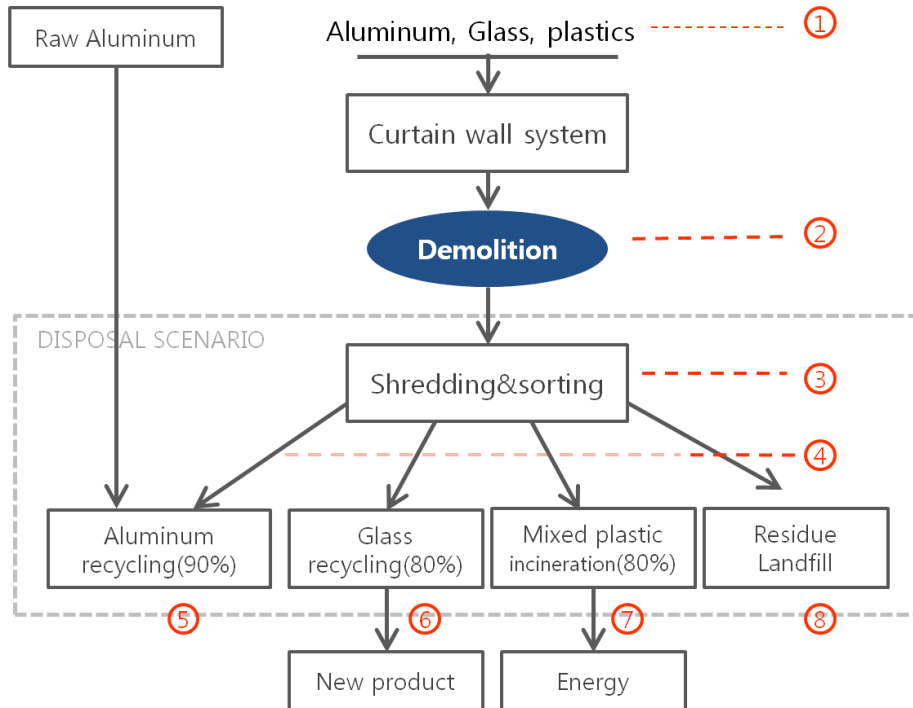 Raw Aluminum
Aluminum, Glass, plastics
①
Curtain wall system
Demolition
②
DISPOSAL SCENARIO
Shredding&sorting
③
④
Aluminum
recycling(90%)
Glass
recycling(80%)
Mixed plastic
incineration(80%)
Residue
Landfill
⑤
⑥
⑦
⑧
New product
Energy